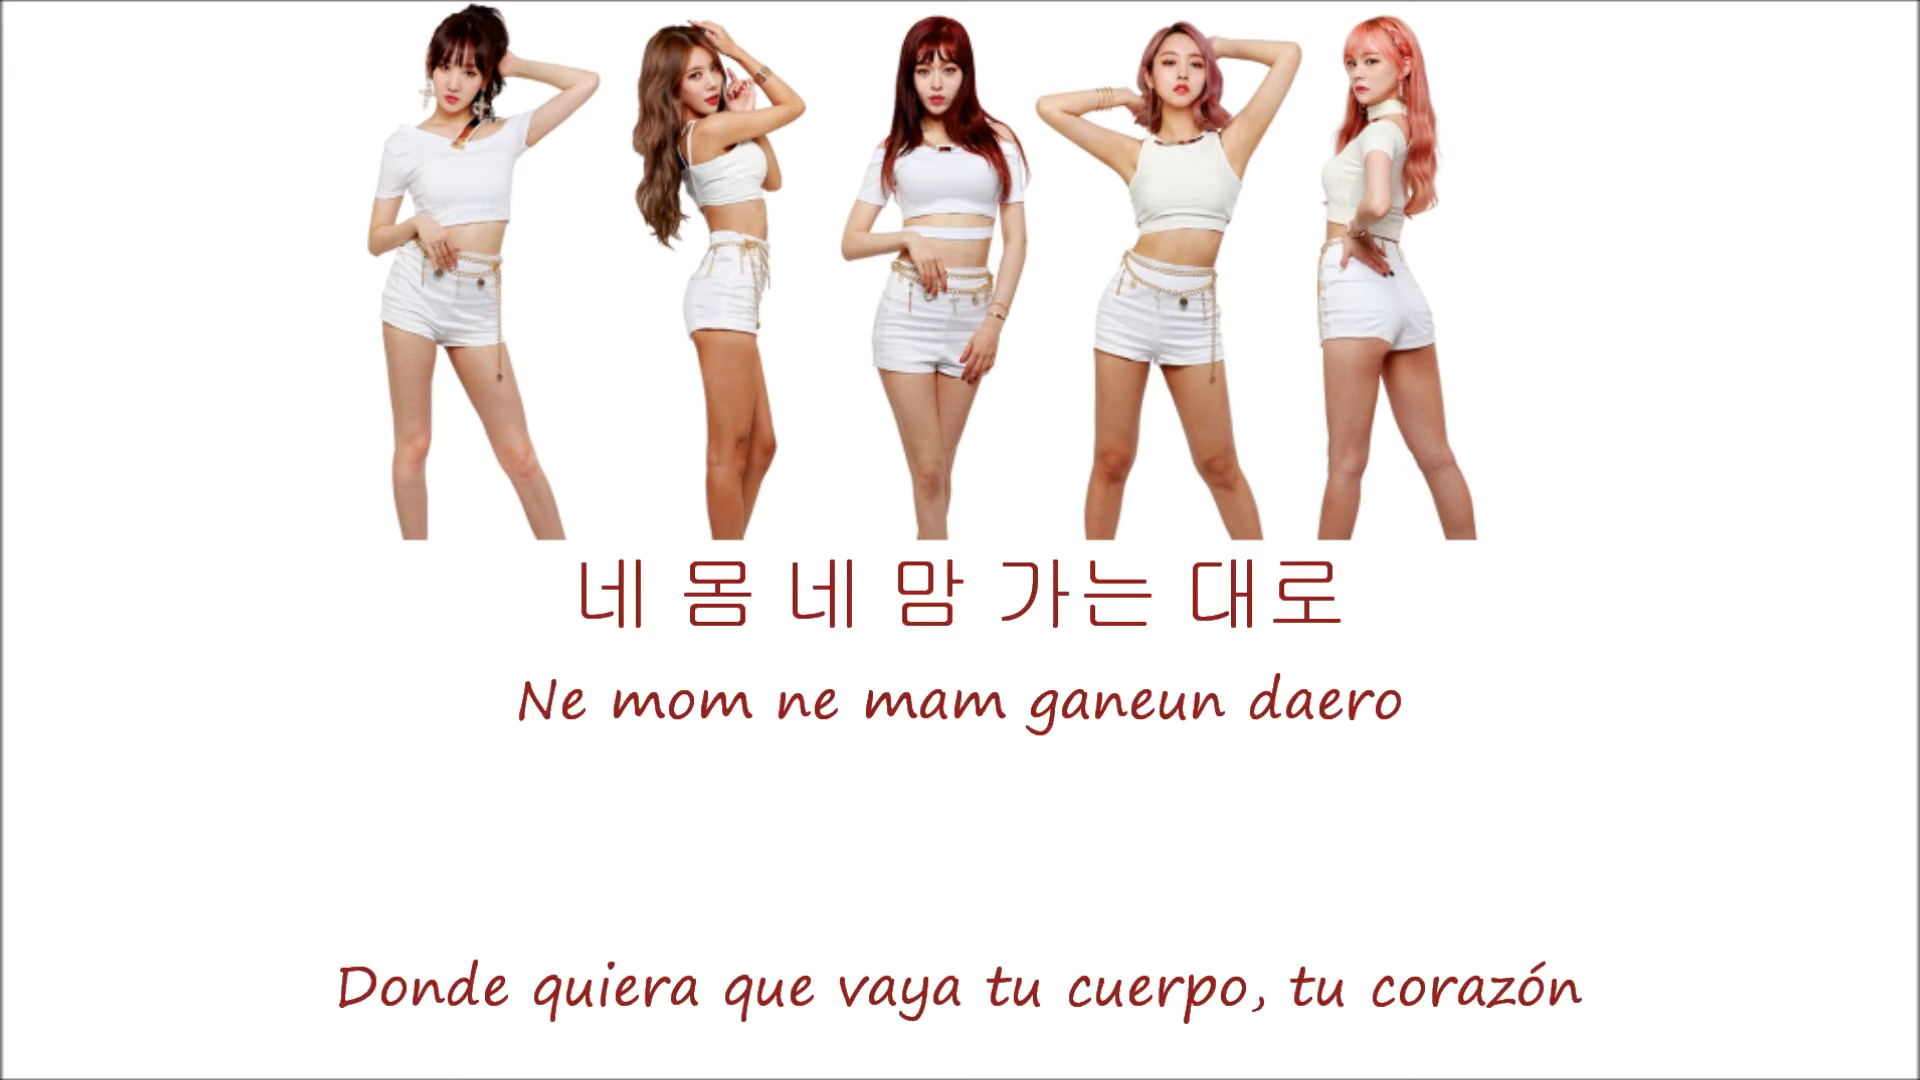 네 몸 네 맘 가는 대로
Ne mom ne mam ganeun daero
Donde quiera que vaya tu cuerpo, tu corazón